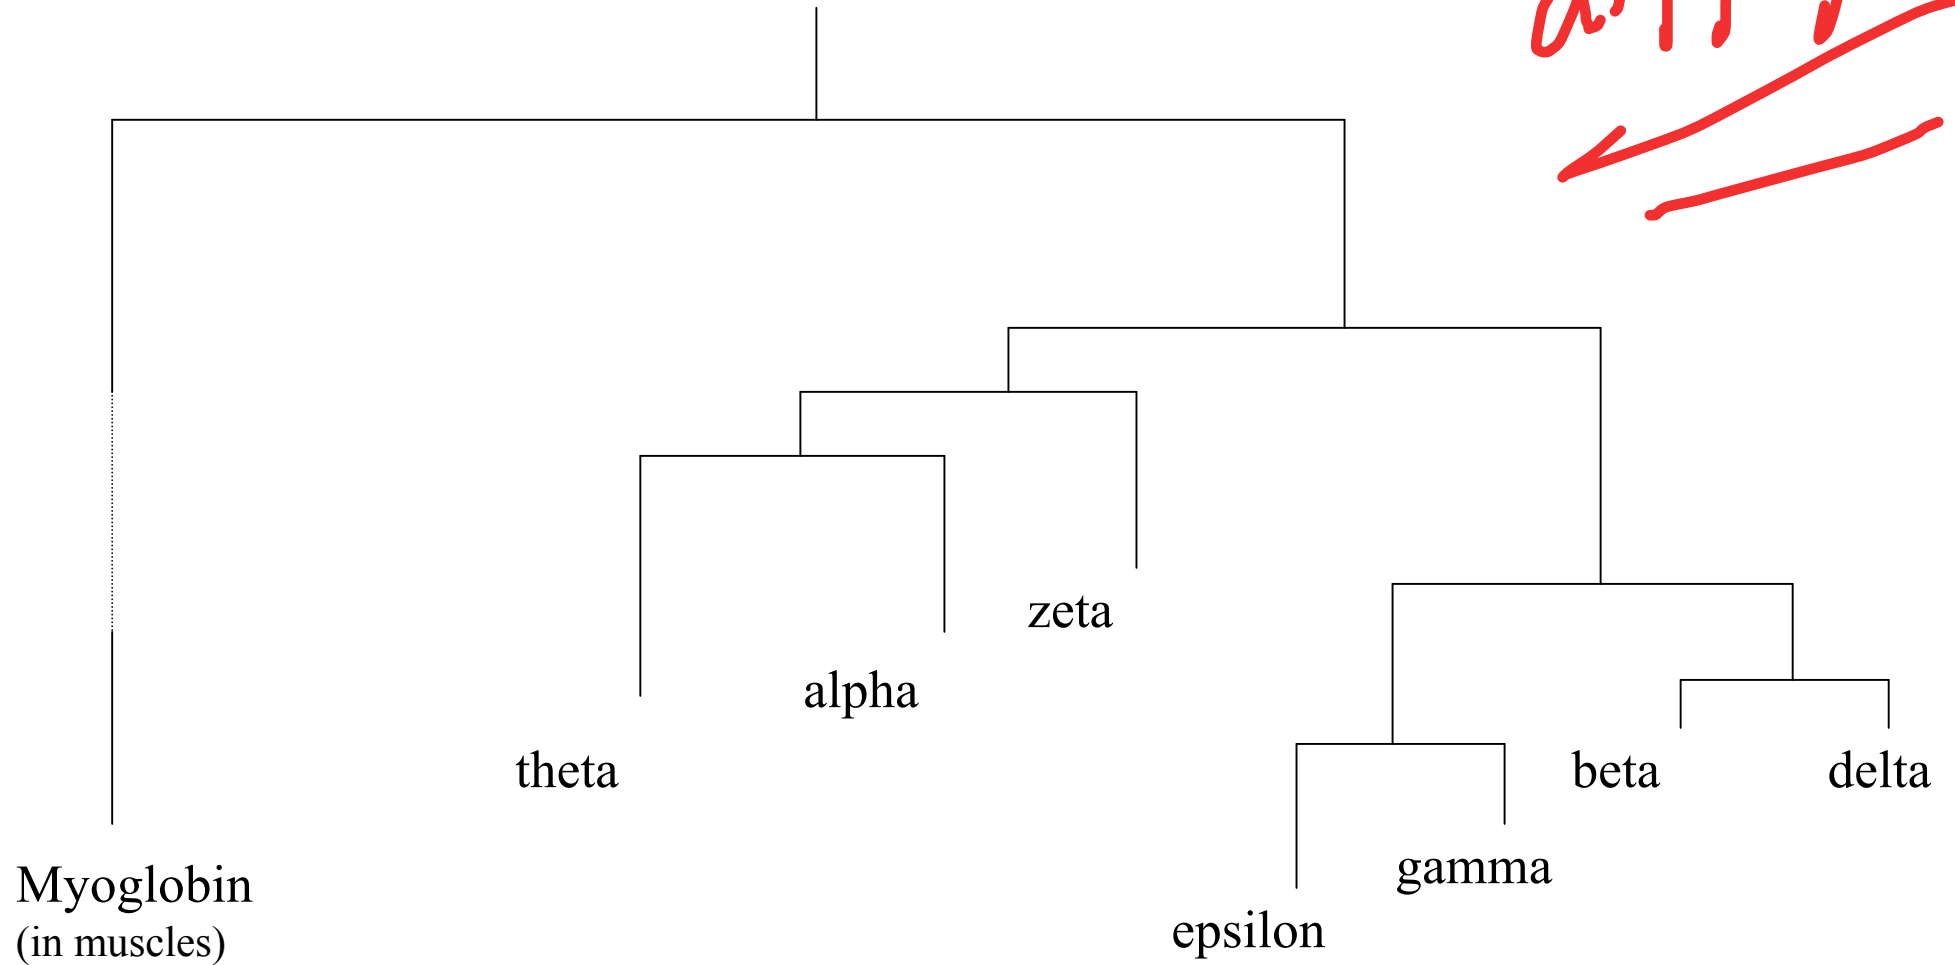 zeta
alpha
theta
beta
delta
gamma
Myoglobin
(in muscles)
epsilon